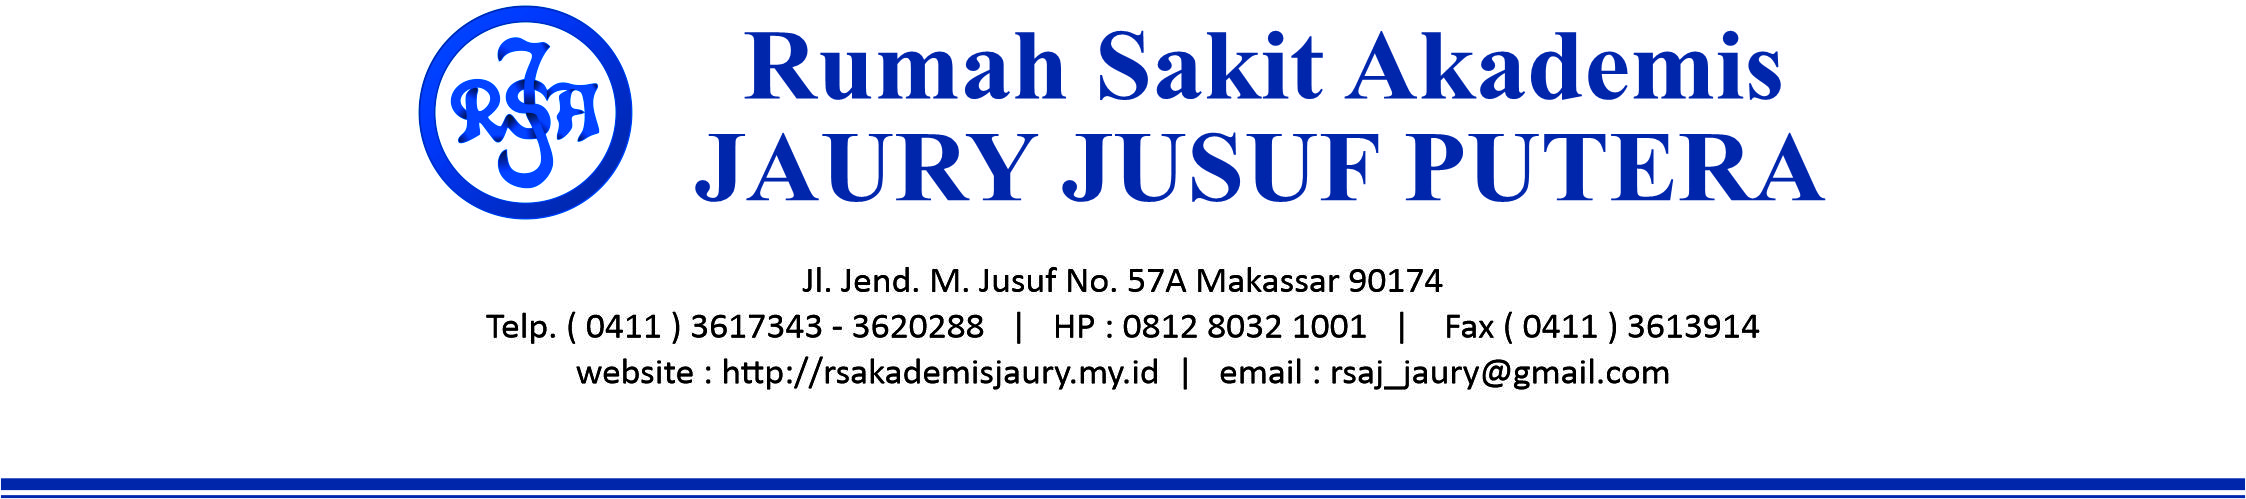 RSAJ
Rumah Sakit Akademis
JAURY JUSUF PUTERA
Jl. Jend. M. Jusuf No. 57A Makassar 90174
Telp. ( 0411 ) 3617343 - 3620288 | HP : 0812 8032 1001 | Fax ( 0411 ) 3613914
website : http://rsakademisjaury.my.id | email : rsaj_jaury@gmail.com